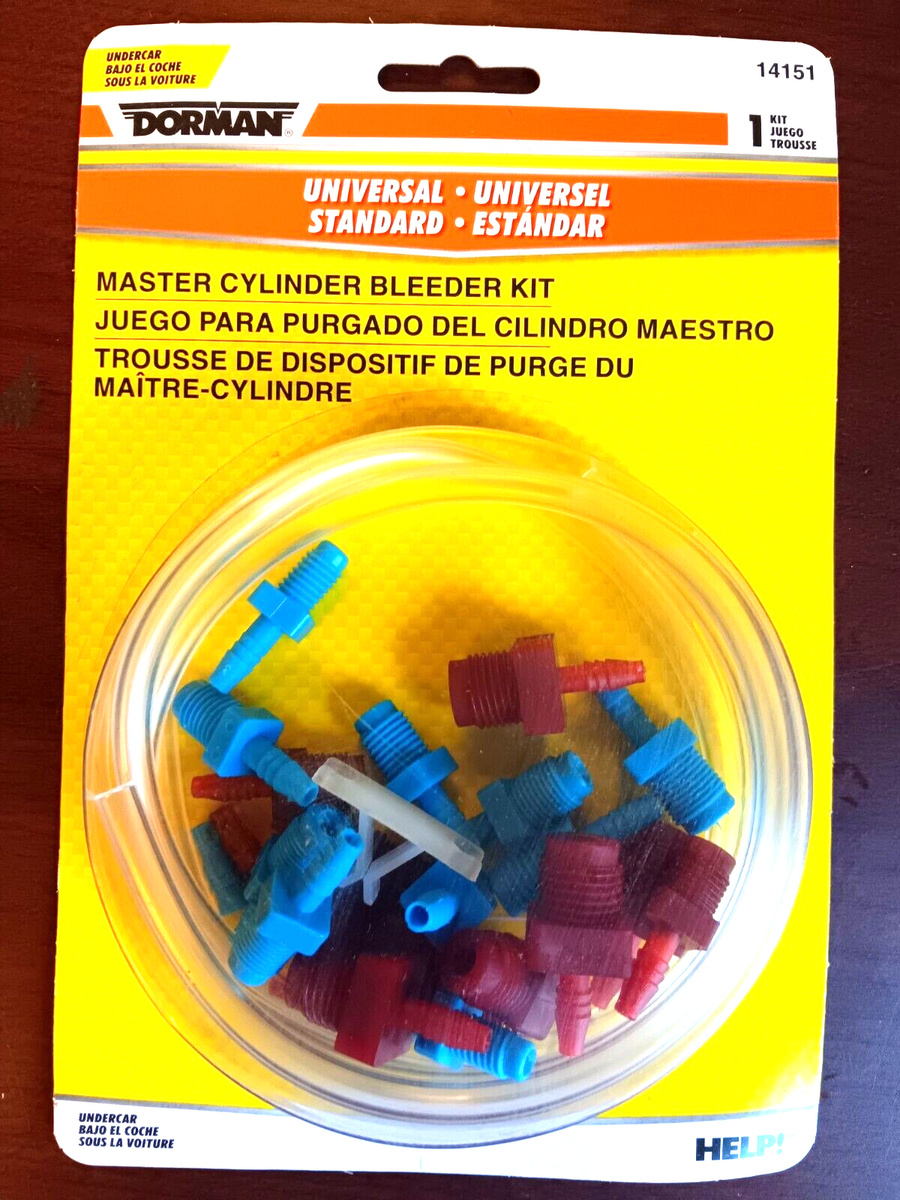 UNDERCAR
BAJO EL COCHE
SOUS LA VOITURE
14151
DORMAN®
1 KIT
JUEGO
TROUSSE
UNIVERSAL • UNIVERSEL
STANDARD • ESTÁNDAR
MASTER CYLINDER BLEEDER KIT
JUEGO PARA PURGADO DEL CILINDRO MAESTRO
TROUSSE DE DISPOSITIF DE PURGE DU
MAÎTRE-CYLINDRE
UNDERCAR
BAJO EL COCHE
SOUS LA VOITURE
HELP!